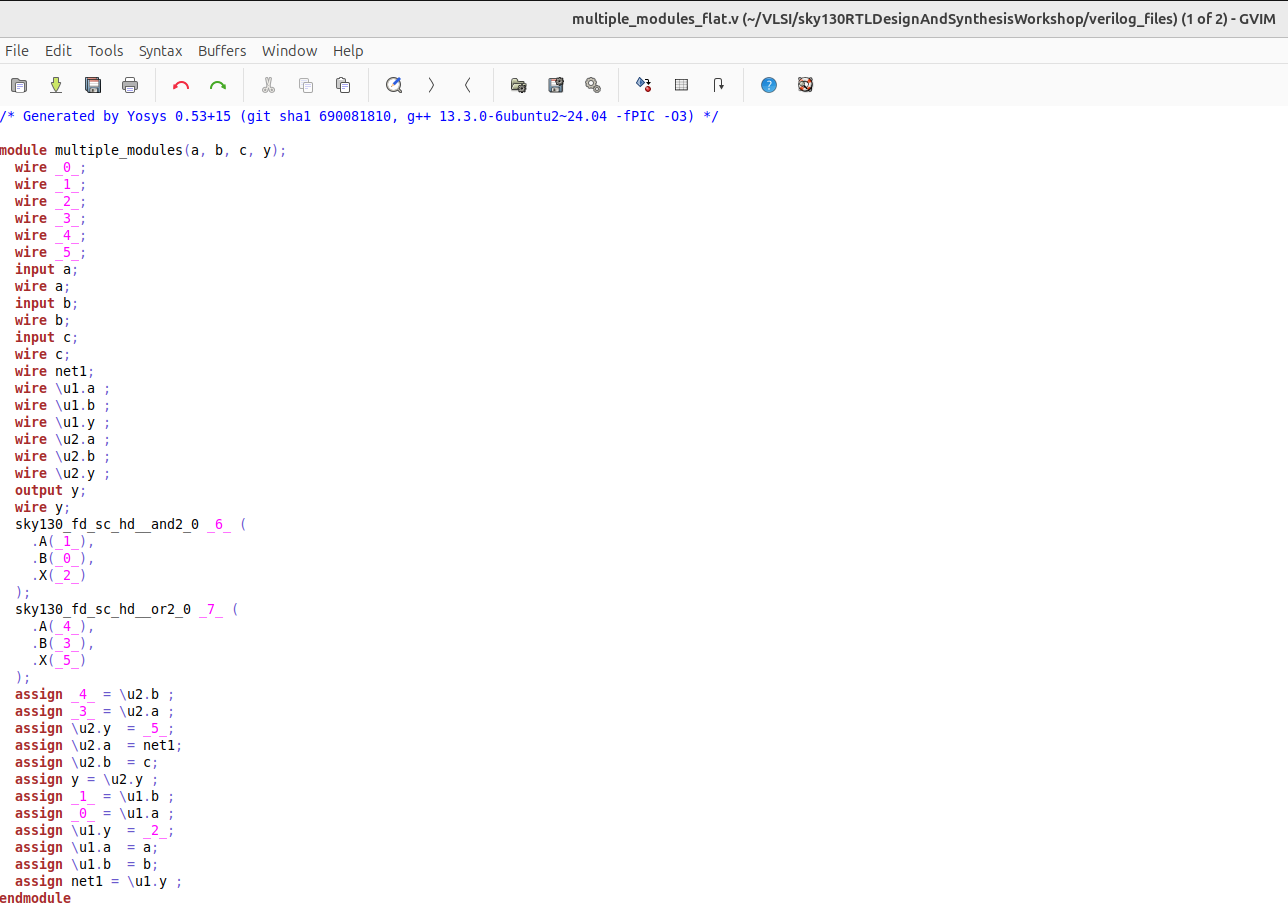 multiple_modules_flat.v (~/VLSI/sky130RTLDesignAndSynthesisWorkshop/verilog_files) (1 of 2) - GVIM
File Edit Tools Syntax Buffers Window Help
/* Generated by Yosys 0.53+15 (git sha1 690081810, g++ 13.3.0-6ubuntu2~24.04 -fPIC -O3) */
module multiple_modules(a, b, c, y);
wire _0_;
wire _1_;
wire _2_;
wire _3_;
wire _4_;
wire _5_;
input a;
wire a;
input b;
wire b;
input c;
wire c;
wire net1;
wire \u1.a ;
wire \u1.b ;
wire \u1.y ;
wire \u2.a ;
wire \u2.b ;
wire \u2.y ;
output y;
wire y;
sky130_fd_sc_hd__and2_0 _6_ (
.A(_1_),
.B(_0_),
.X(_2_)
);
sky130_fd_sc_hd__or2_0 _7_ (
.A(_4_),
.B(_3_),
.X(_5_)
);
assign _4_ = \u2.b ;
assign _3_ = \u2.a ;
assign \u2.y  = _5_;
assign \u2.a  = net1;
assign \u2.b  = c;
assign y = \u2.y ;
assign _1_ = \u1.b ;
assign _0_ = \u1.a ;
assign \u1.y  = _2_;
assign \u1.a  = a;
assign \u1.b  = b;
assign net1 = \u1.y ;
endmodule